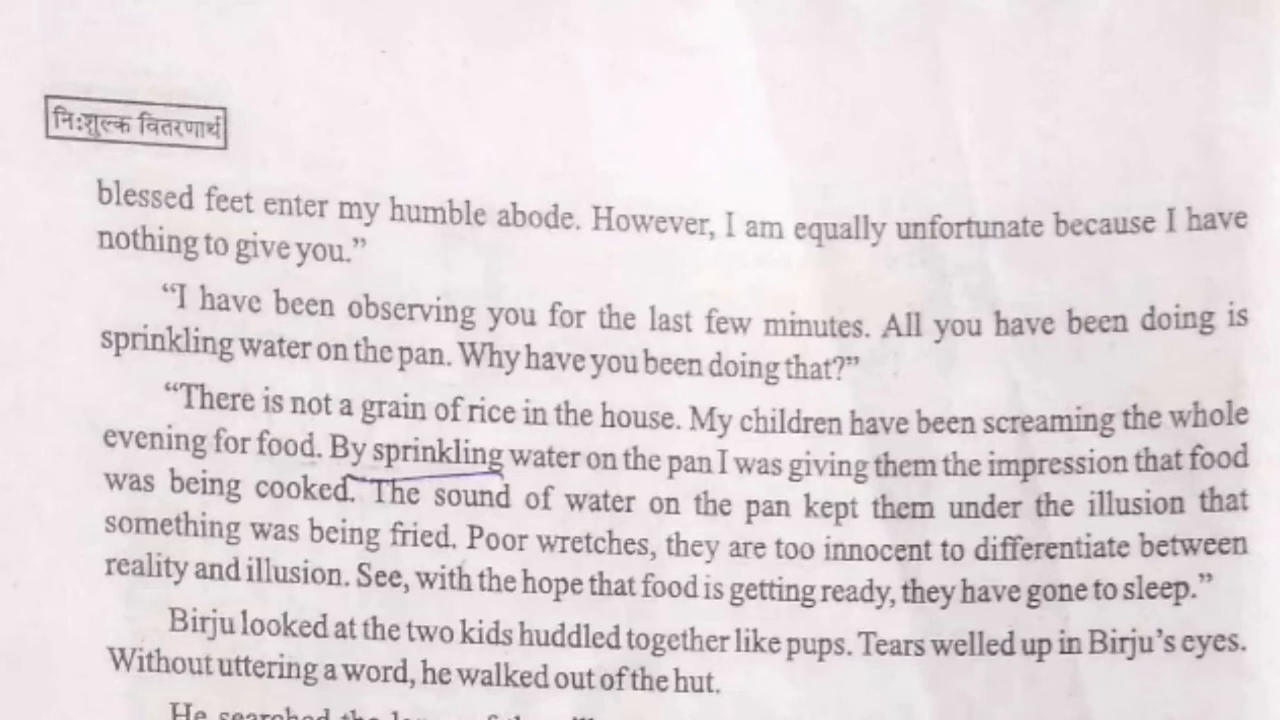 निःशुल्क वितरणार्थ
blessed feet enter my humble abode. However, I am equally unfortunate because I have
nothing to give you.”
“I have been observing you for the last few minutes. All you have been doing is
sprinkling water on the pan. Why have you been doing that?”
“There is not a grain of rice in the house. My children have been screaming the whole
evening for food. By sprinkling water on the pan I was giving them the impression that food
was being cooked. The sound of water on the pan kept them under the illusion that
something was being fried. Poor wretches, they are too innocent to differentiate between
reality and illusion. See, with the hope that food is getting ready, they have gone to sleep.”
Birju looked at the two kids huddled together like pups. Tears welled up in Birju’s eyes.
Without uttering a word, he walked out of the hut.
He searched the